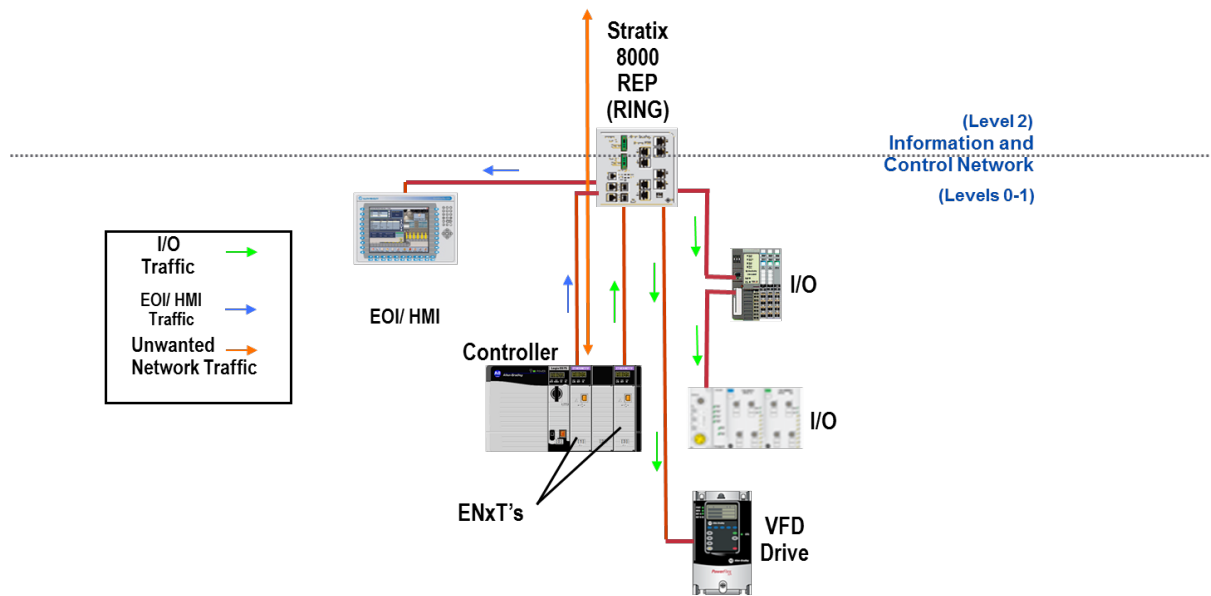 Stratix
8000
REP
(RING)
(Level 2)
Information and
Control Network
(Levels 0-1)
I/O
Traffic
EOI/ HMI
Traffic
Unwanted
Network Traffic
EOI/ HMI
I/O
Controller
I/O
ENxT's
VFD
Drive